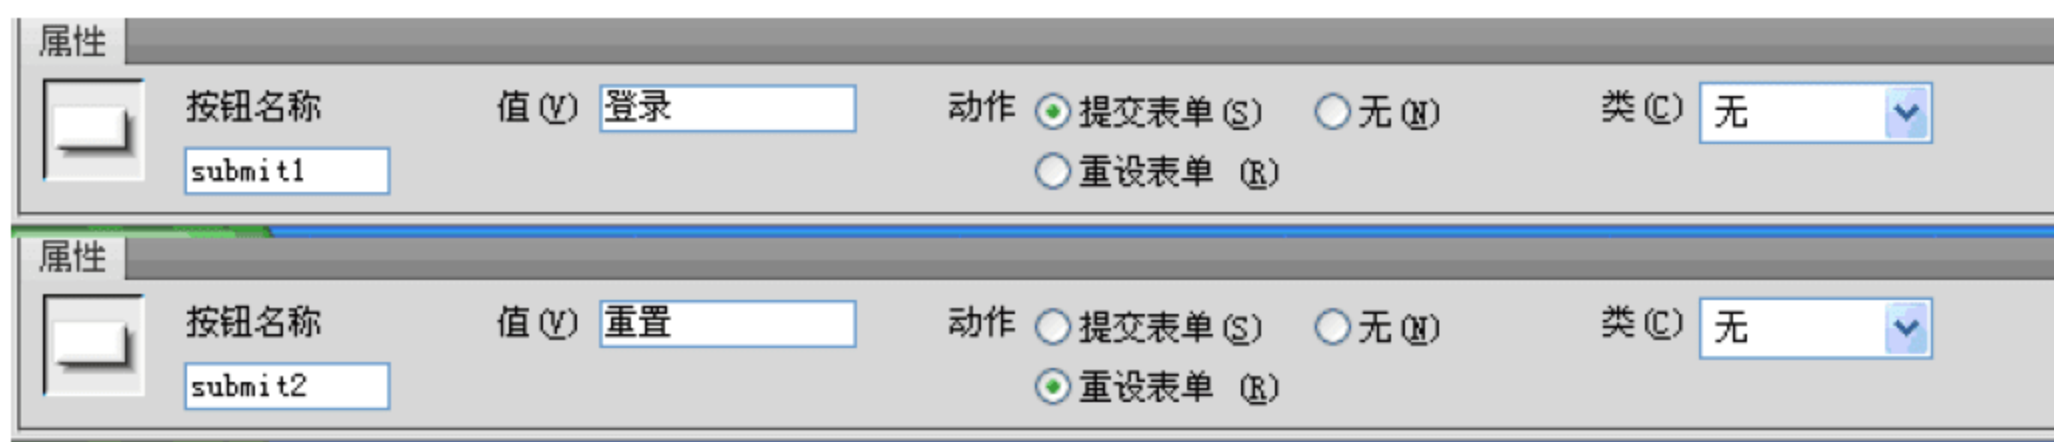 属性
按钮名称 值(V) 登录 动作 提交表单(S) 无(N) 类(C) 无
submit1 重设表单 (R)
属性
按钮名称 值(V) 重置 动作 提交表单(S) 无(N) 类(C) 无
submit2 重设表单 (R)